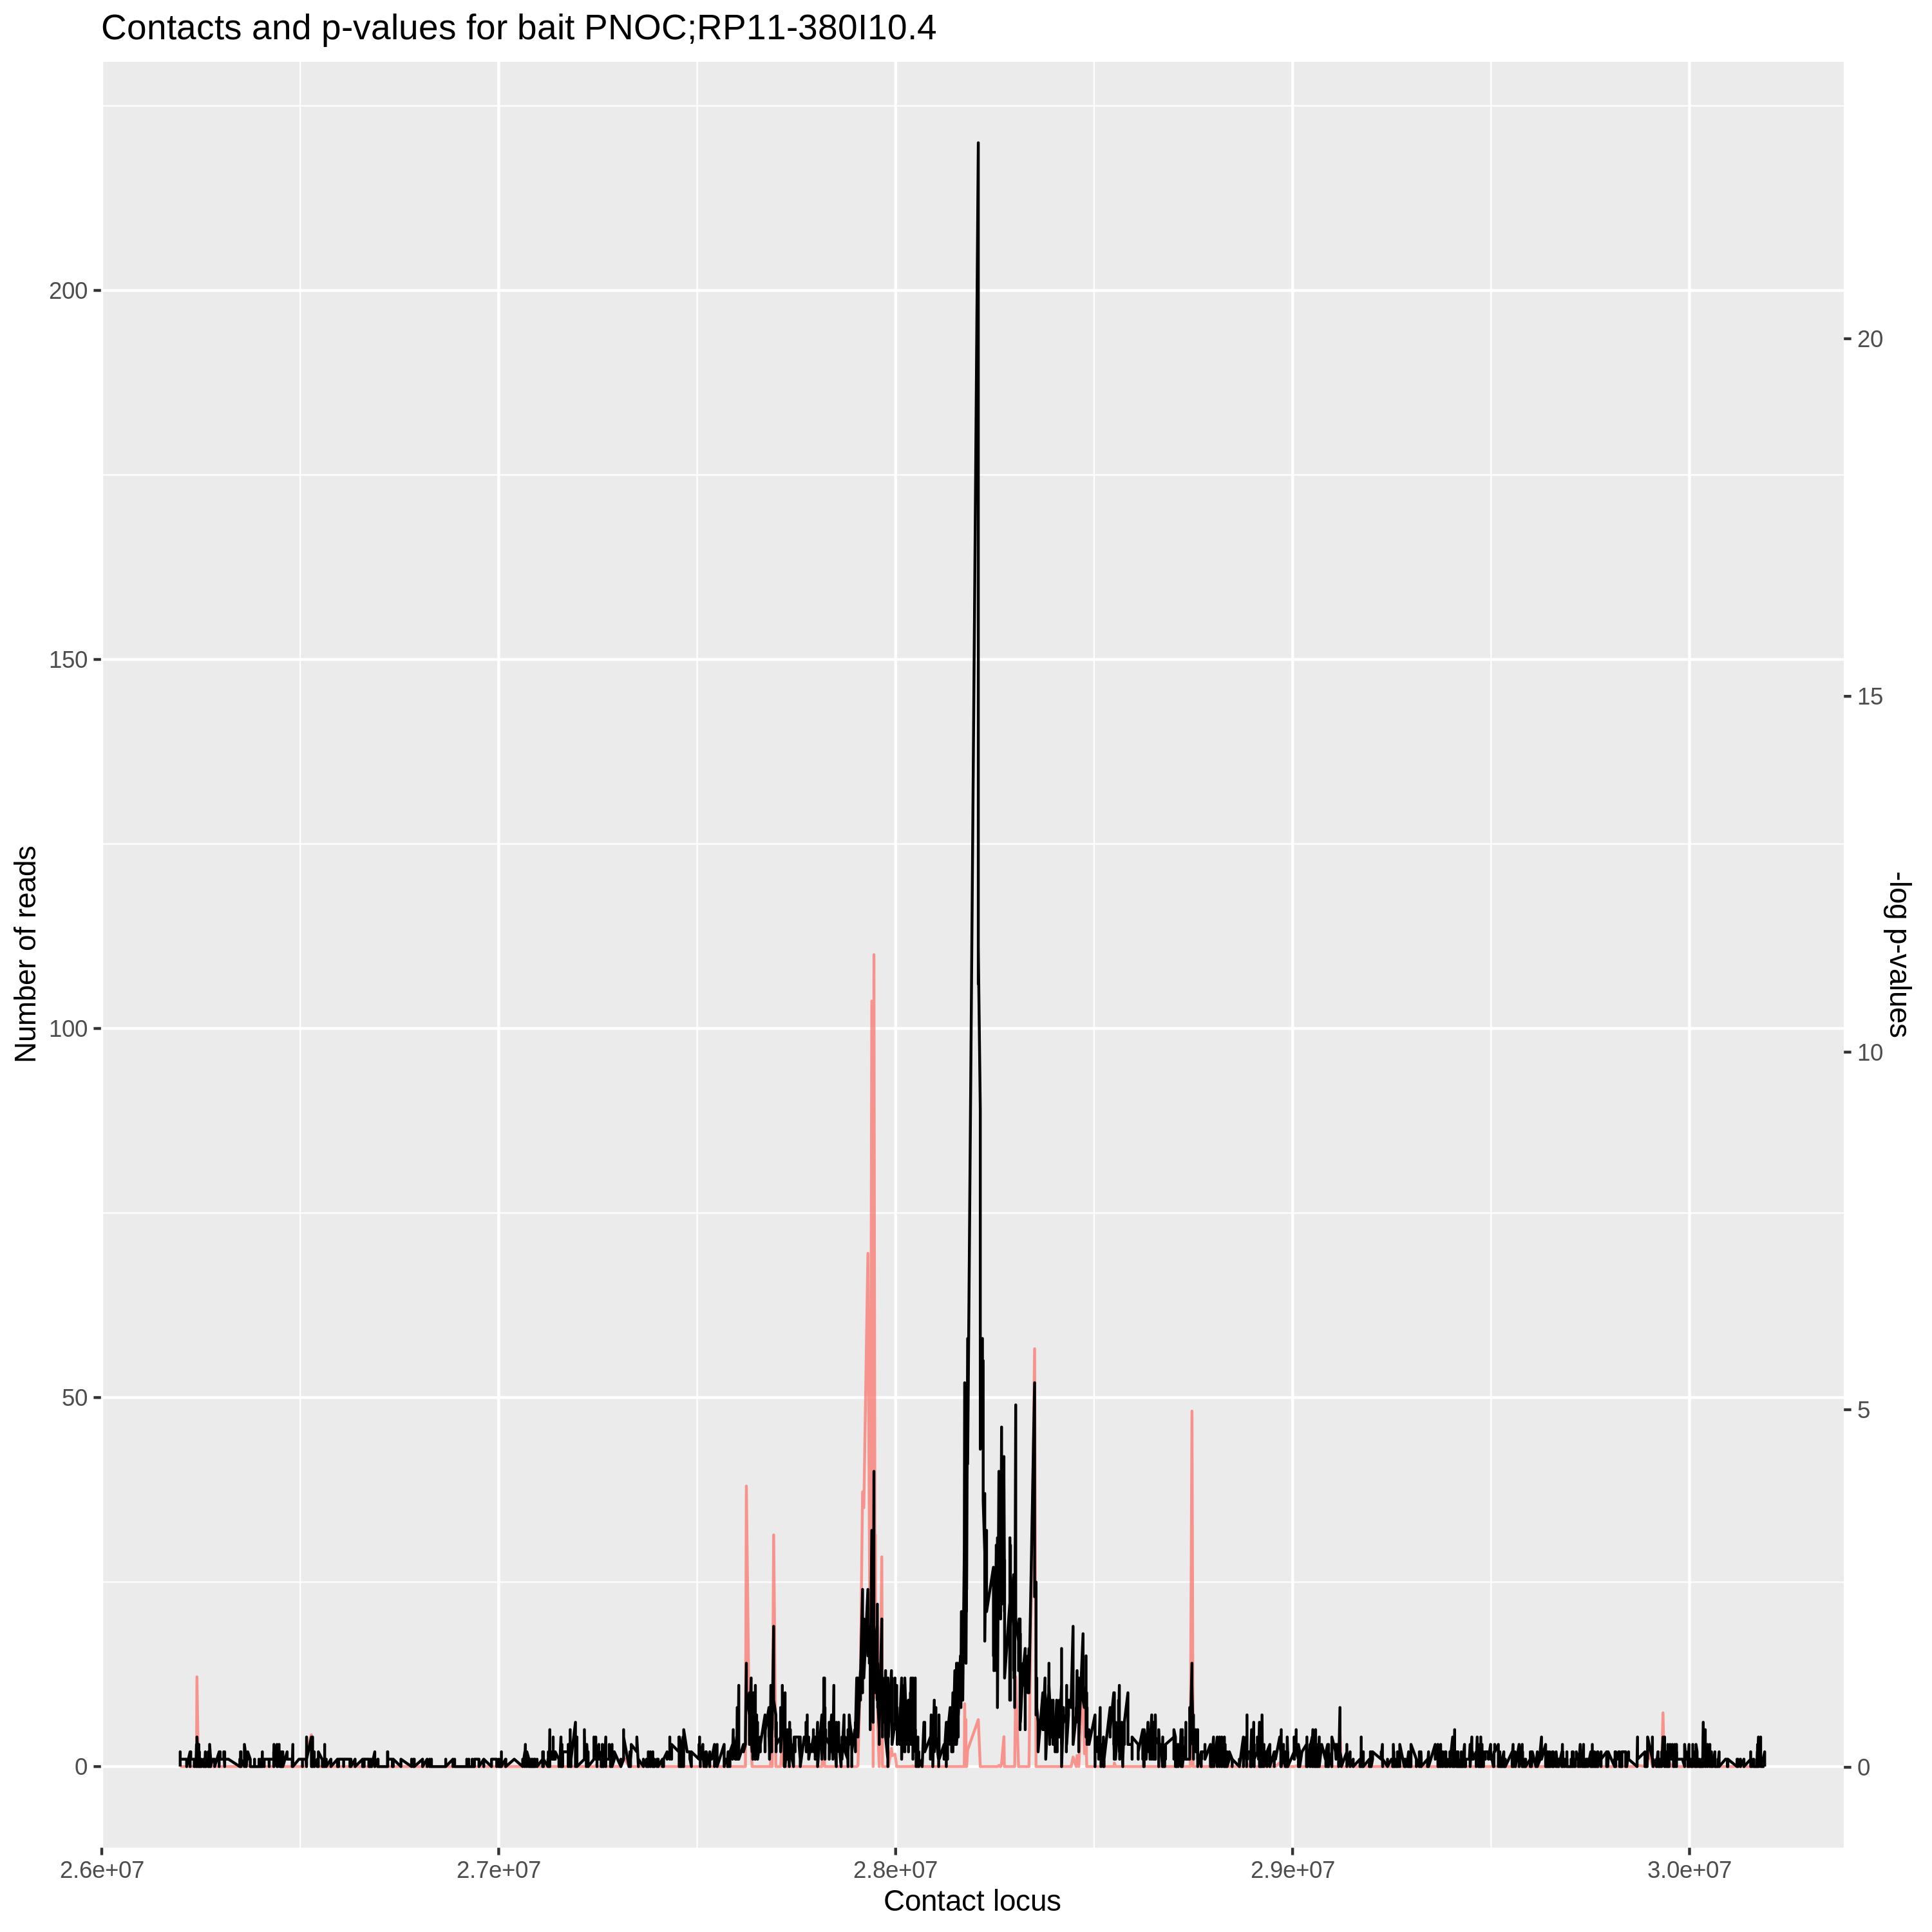 Contacts and p-values for bait PNOC;RP11-380I10.4
200
150
100
50
0
Number of reads
20
15
10
5
0
-log p-values
2.6e+07
2.7e+07
2.8e+07
2.9e+07
3.0e+07
Contact locus